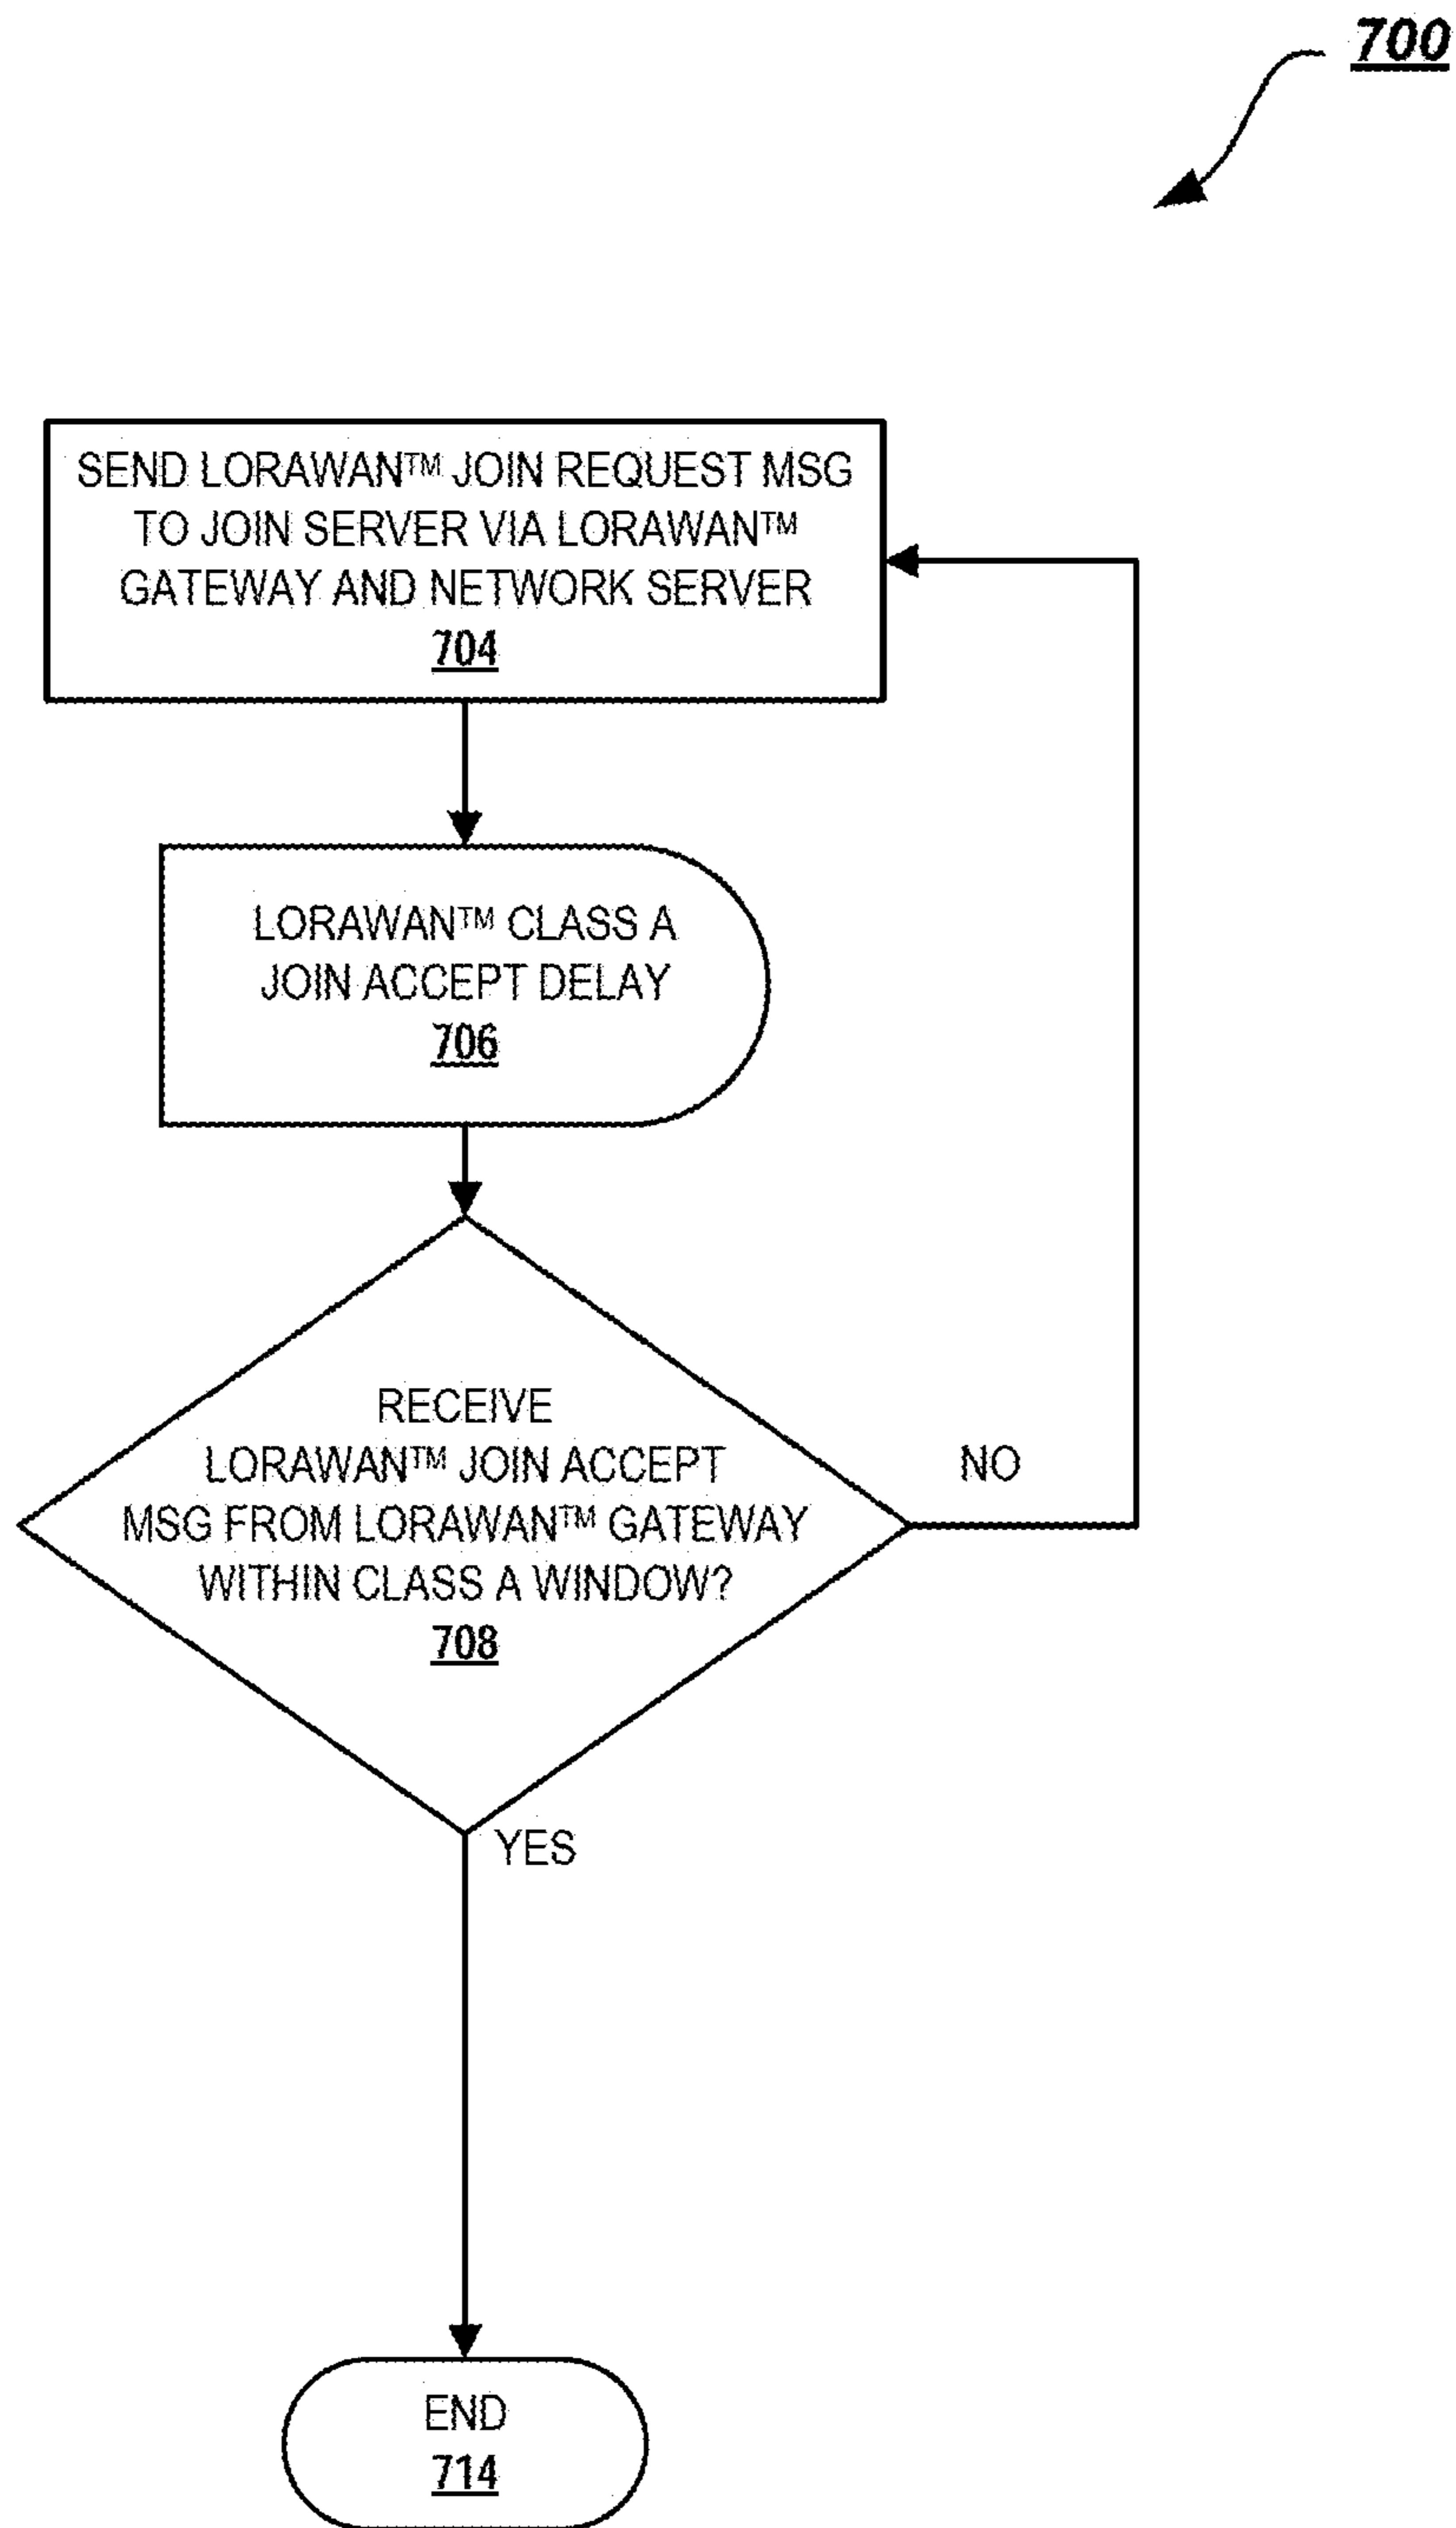 700
SEND LORAWAN™ JOIN REQUEST MSG
TO JOIN SERVER VIA LORAWAN™
GATEWAY AND NETWORK SERVER
704
LORAWAN™ CLASS A
JOIN ACCEPT DELAY
706
RECEIVE
LORAWAN™ JOIN ACCEPT
MSG FROM LORAWAN™ GATEWAY
WITHIN CLASS A WINDOW?
708
NO
YES
END
714